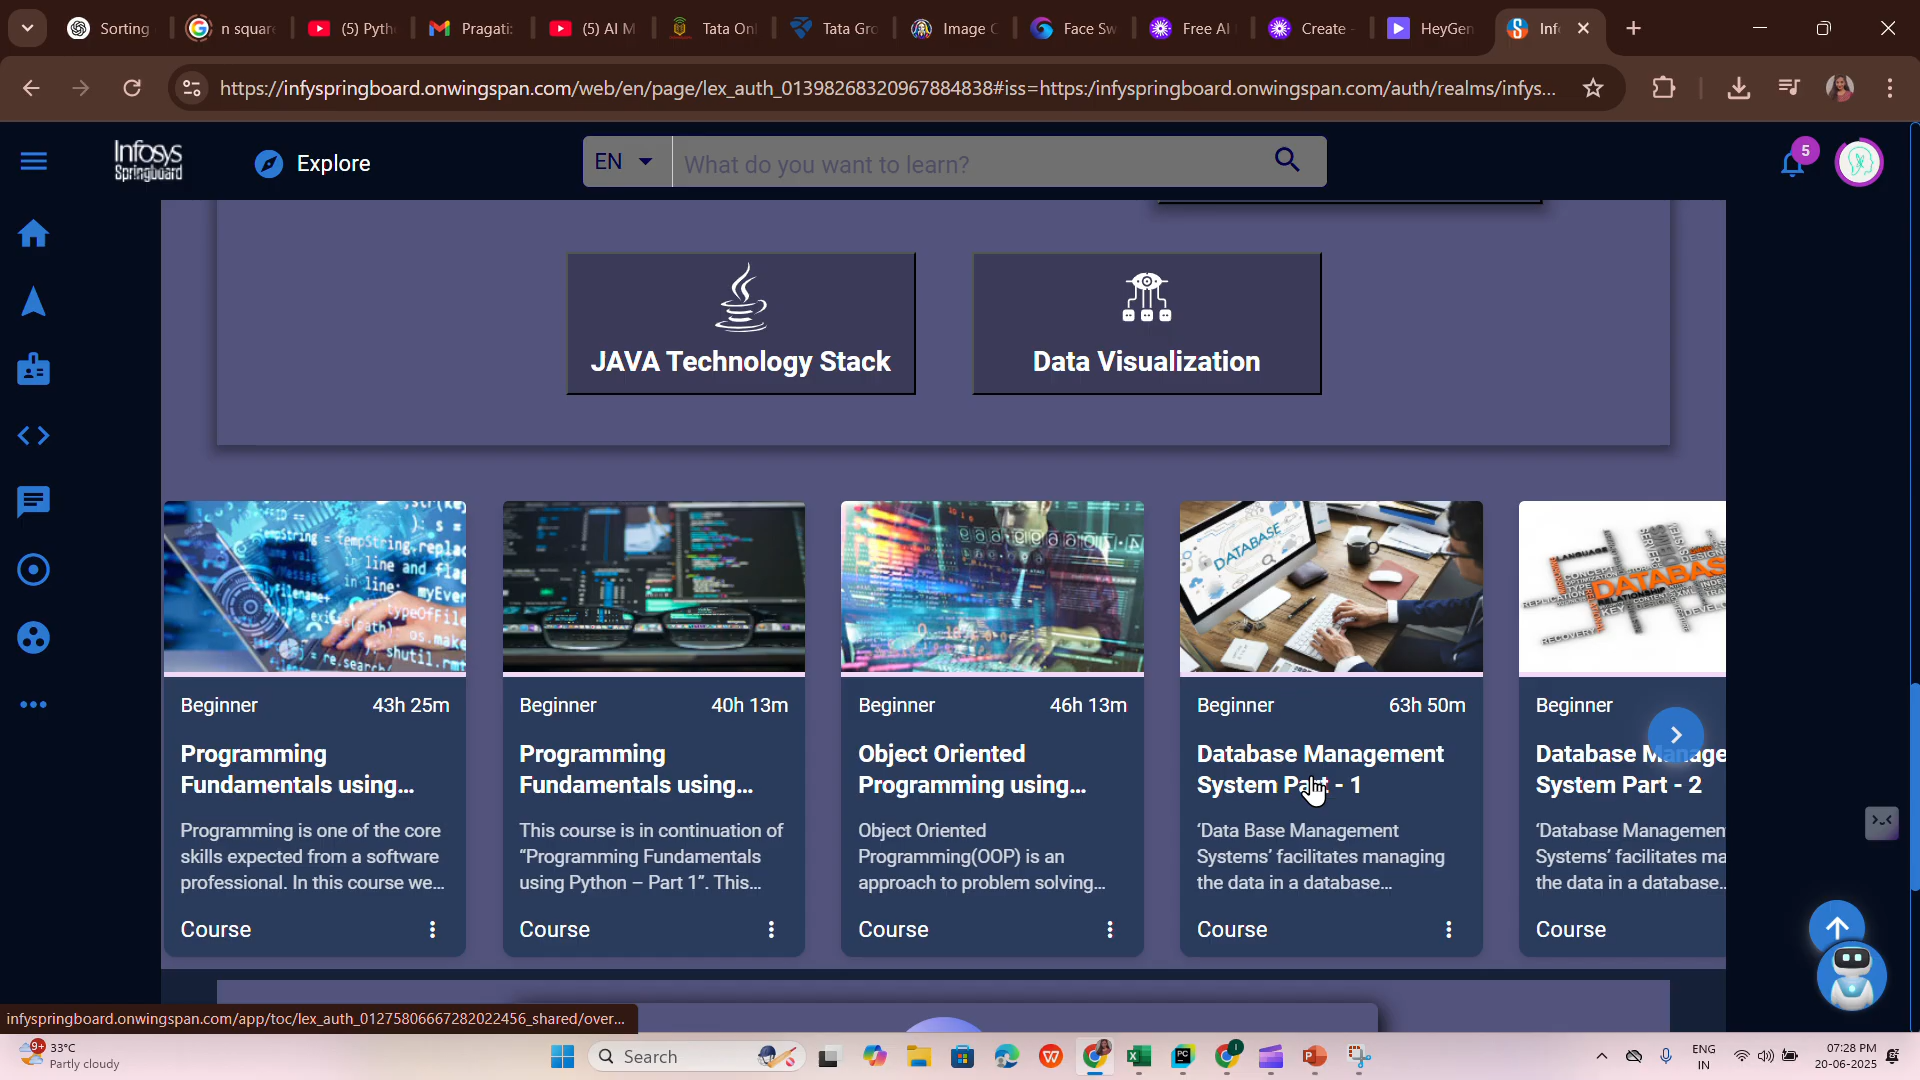 Sorting
n square
(5) Pyth
Pragati
(5) AI M
Tata Onl
Tata Gro
Image C
Face Sw
Free AI
Create -
HeyGen
Inf
https://infyspringboard.onwingspan.com/web/en/page/lex_auth_01398268320967884838#iss=https:/infyspringboard.onwingspan.com/auth/realms/infys...
Infosys
Springboard
Explore
EN
What do you want to learn?
5
JAVA Technology Stack
Data Visualization
DATABASE
DATABASE
RECOVERY
Beginner 43h 25m
Programming
Fundamentals using...
Programming is one of the core
skills expected from a software
professional. In this course we...
Course
Beginner 40h 13m
Programming
Fundamentals using...
This course is in continuation of
“Programming Fundamentals
using Python – Part 1”. This...
Course
Beginner 46h 13m
Object Oriented
Programming using...
Object Oriented
Programming(OOP) is an
approach to problem solving...
Course
Beginner 63h 50m
Database Management
System Part - 1
‘Data Base Management
Systems’ facilitates managing
the data in a database...
Course
Beginner
Database Manage
System Part - 2
‘Database Managemen
Systems’ facilitates ma
the data in a database..
Course
infyspringboard.onwingspan.com/app/toc/lex_auth_01275806667282022456_shared/over...
9+
33°C
Partly cloudy
Search
ENG
IN
07:28 PM
20-06-2025